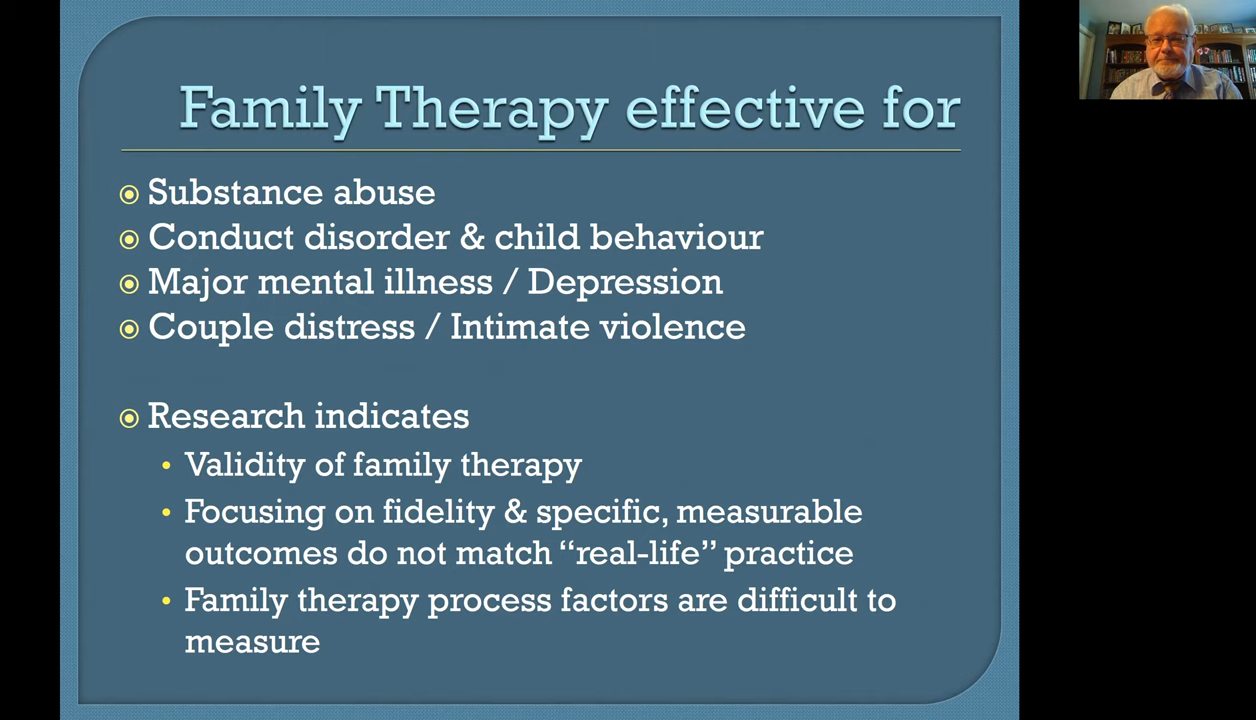 Family Therapy effective for
Substance abuse
Conduct disorder & child behaviour
Major mental illness / Depression
Couple distress / Intimate violence
Research indicates
Validity of family therapy
Focusing on fidelity & specific, measurable
outcomes do not match “real-life” practice
Family therapy process factors are difficult to
measure